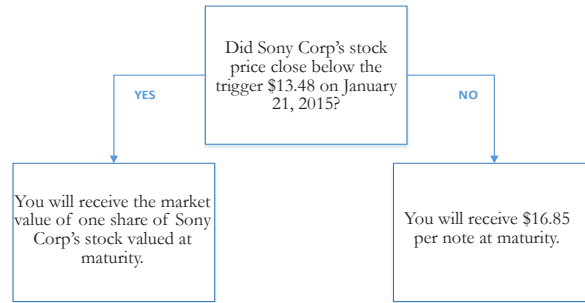 Did Sony Corp's stock
price close below the
trigger $13.48 on January
21, 2015?
YES
NO
You will receive the market
value of one share of Sony
Corp's stock valued at
maturity.
You will receive $16.85
per note at maturity.